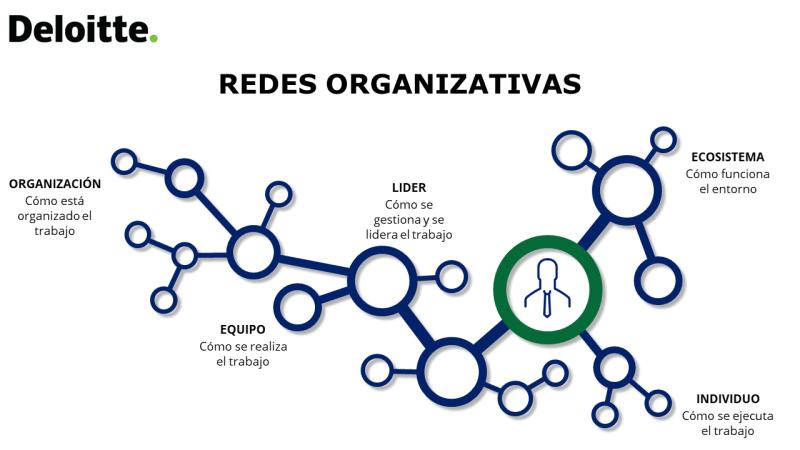 Deloitte.
REDES ORGANIZATIVAS
ORGANIZACIÓN
Cómo está
organizado el
trabajo
EQUIPO
Cómo se realiza
el trabajo
LIDER
Cómo se
gestiona y se
lidera el trabajo
ECOSISTEMA
Cómo funciona
el entorno
INDIVIDUO
Cómo se ejecuta
el trabajo